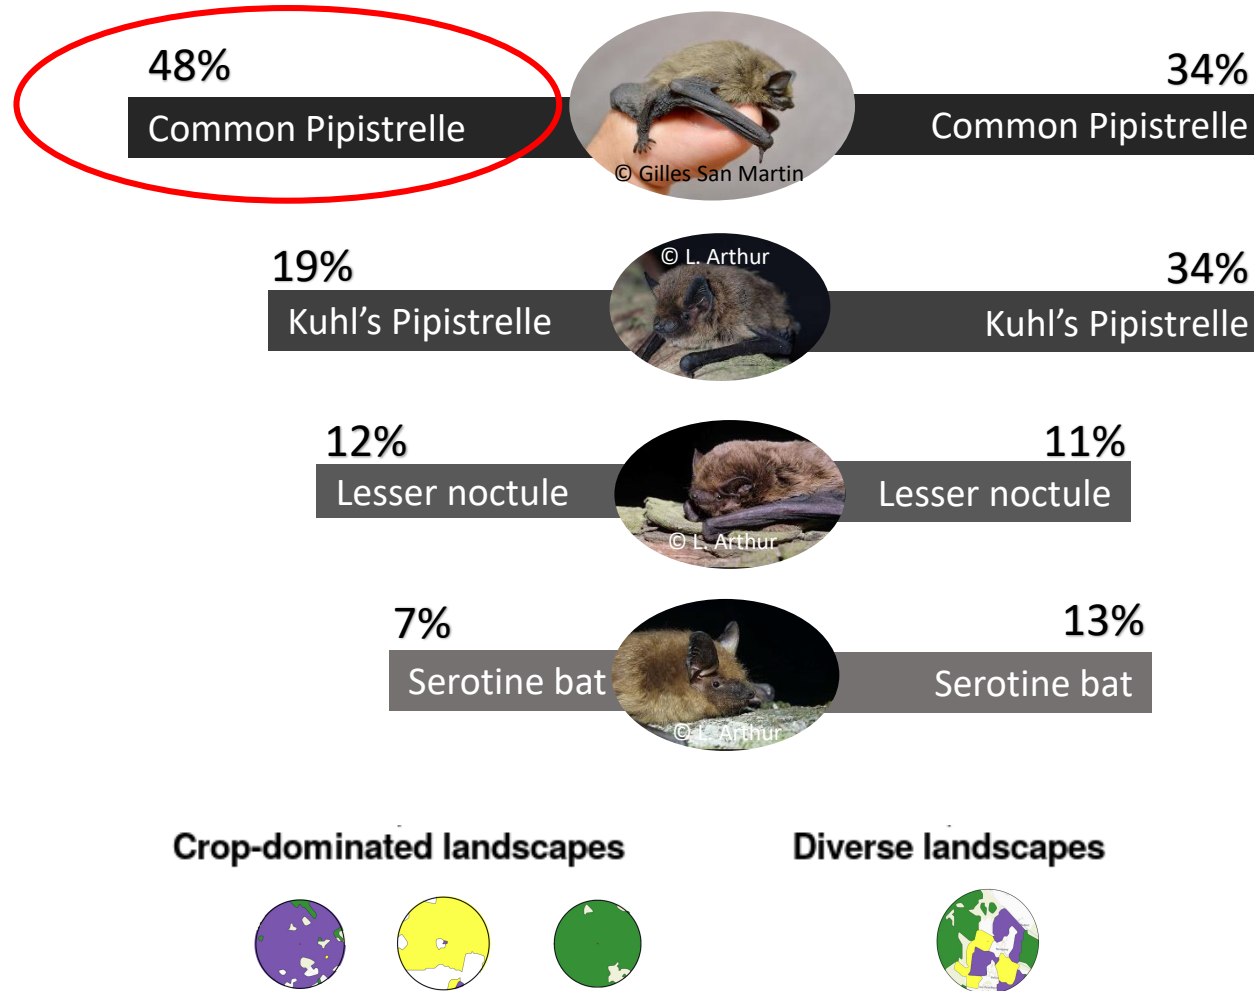 48%
Common Pipistrelle
© Gilles San Martin
34%
Common Pipistrelle
19%
Kuhl’s Pipistrelle
© L. Arthur
34%
Kuhl’s Pipistrelle
12%
Lesser noctule
© L. Arthur
11%
Lesser noctule
7%
Serotine bat
© L. Arthur
13%
Serotine bat
Crop-dominated landscapes
Diverse landscapes